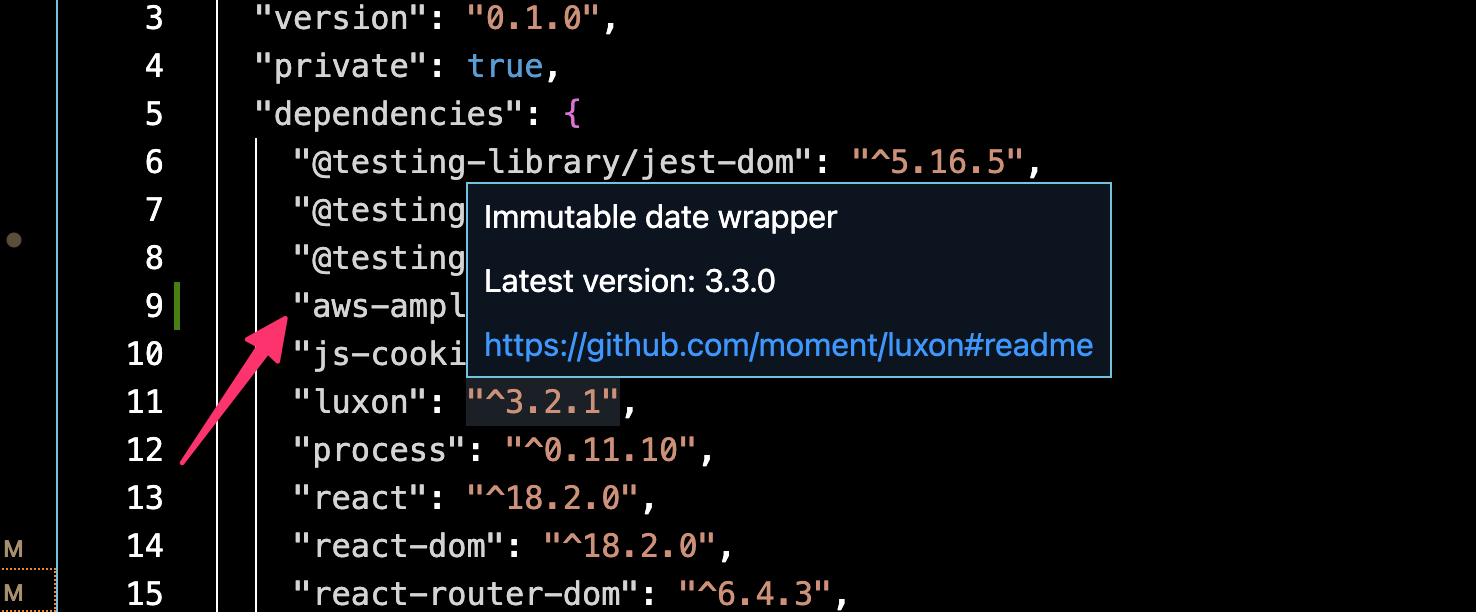 3 "version": "0.1.0",
4 "private": true,
5 "dependencies": {
6 "@testing-library/jest-dom": "^5.16.5",
7 "@testing
8 "@testing
9 "aws-ampl
10 "js-cooki
11 "luxon": "^3.2.1",
12 "process": "^0.11.10",
13 "react": "^18.2.0",
M 14 "react-dom": "^18.2.0",
M 15 "react-router-dom": "^6.4.3",
Immutable date wrapper
Latest version: 3.3.0
https://github.com/moment/luxon#readme